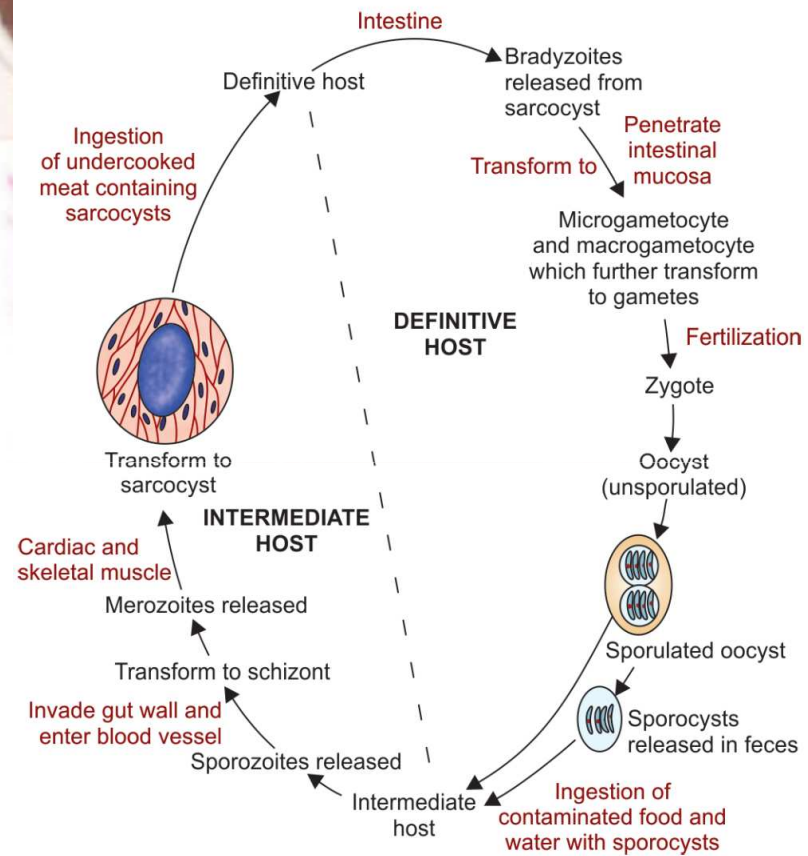 Intestine
Definitive host
Bradyzoites
released from
sarcocyst
Ingestion
of undercooked
meat containing
sarcocysts
Transform to
Penetrate
intestinal
mucosa
Microgametocyte
and macrogametocyte
which further transform
to gametes
DEFINITIVE
HOST
Fertilization
Zygote
Transform to
sarcocyst
Oocyst
(unsporulated)
INTERMEDIATE
HOST
Cardiac and
skeletal muscle
Merozoites released
Sporulated oocyst
Transform to schizont
Invade gut wall and
enter blood vessel
Sporocysts
released in feces
Sporozoites released
Intermediate
host
Ingestion of
contaminated food and
water with sporocysts